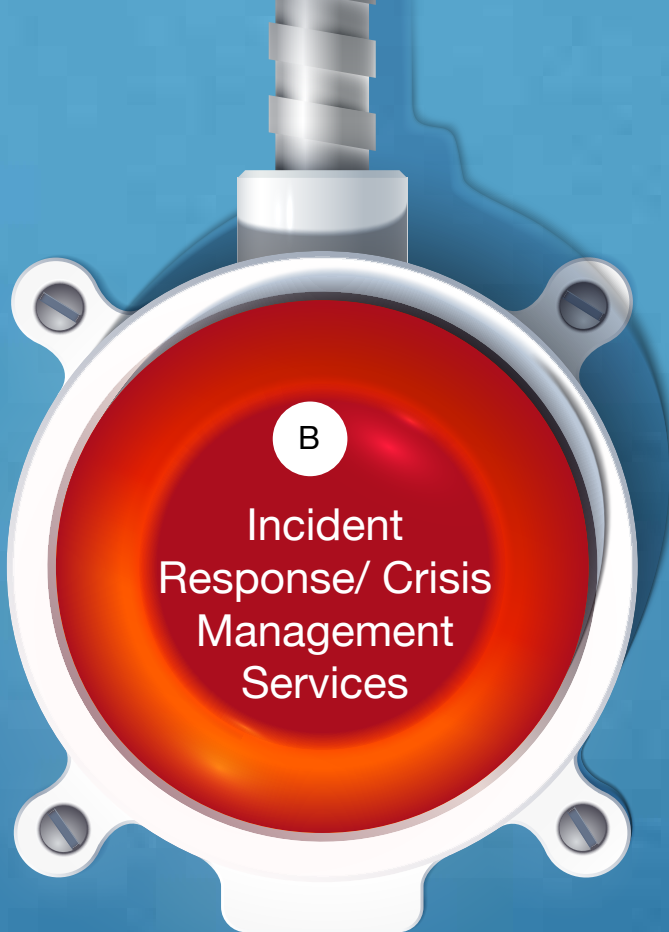 B
Incident
Response/ Crisis
Management
Services